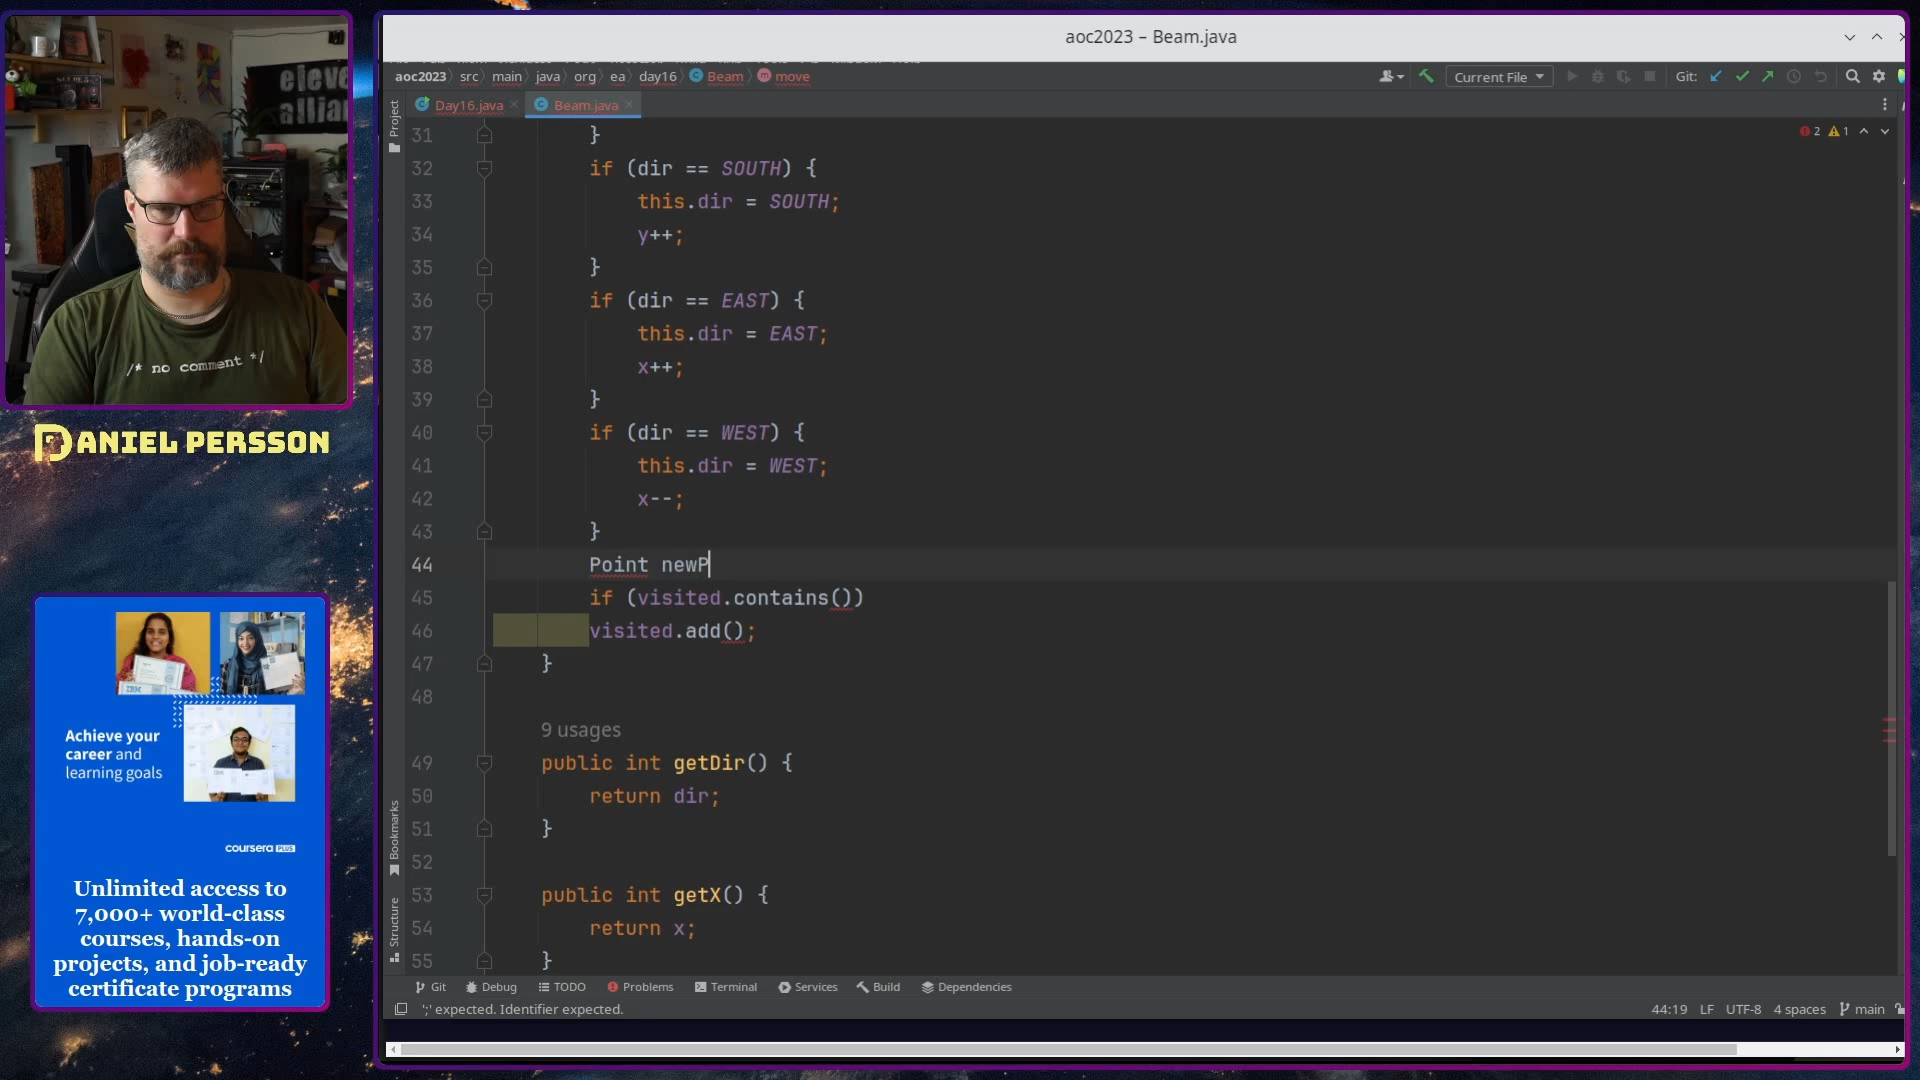 eleve
allian
/* no comment */
DANIEL PERSSON
IBM
Achieve your
career and
learning goals
coursera PLUS
Unlimited access to
7,000+ world-class
courses, hands-on
projects, and job-ready
certificate programs
aoc2023 – Beam.java
aoc2023 src main java org ea day16 Beam move
Current File
Git:
Day16.java
Beam.java
Project
2 1
31 }
32 if (dir == SOUTH) {
33 this.dir = SOUTH;
34 y++;
35 }
36 if (dir == EAST) {
37 this.dir = EAST;
38 x++;
39 }
40 if (dir == WEST) {
41 this.dir = WEST;
42 x--;
43 }
44 Point newP
45 if (visited.contains())
46 visited.add();
47 }
48
9 usages
49 public int getDir() {
50 return dir;
51 }
52
53 public int getX() {
54 return x;
55 }
Bookmarks
Structure
Git Debug TODO Problems Terminal Services Build Dependencies
';' expected. Identifier expected.
44:19 LF UTF-8 4 spaces main